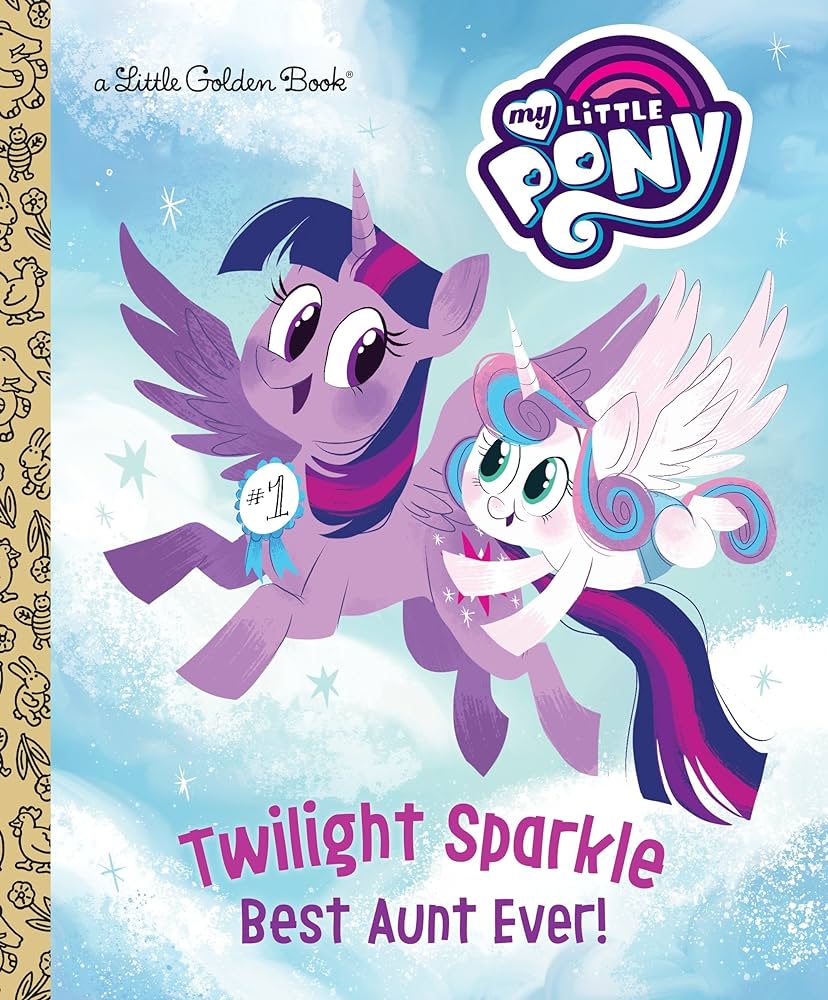 a Little Golden Book®
my LiTTLE
PONY
#1
Twilight Sparkle
Best Aunt Ever!